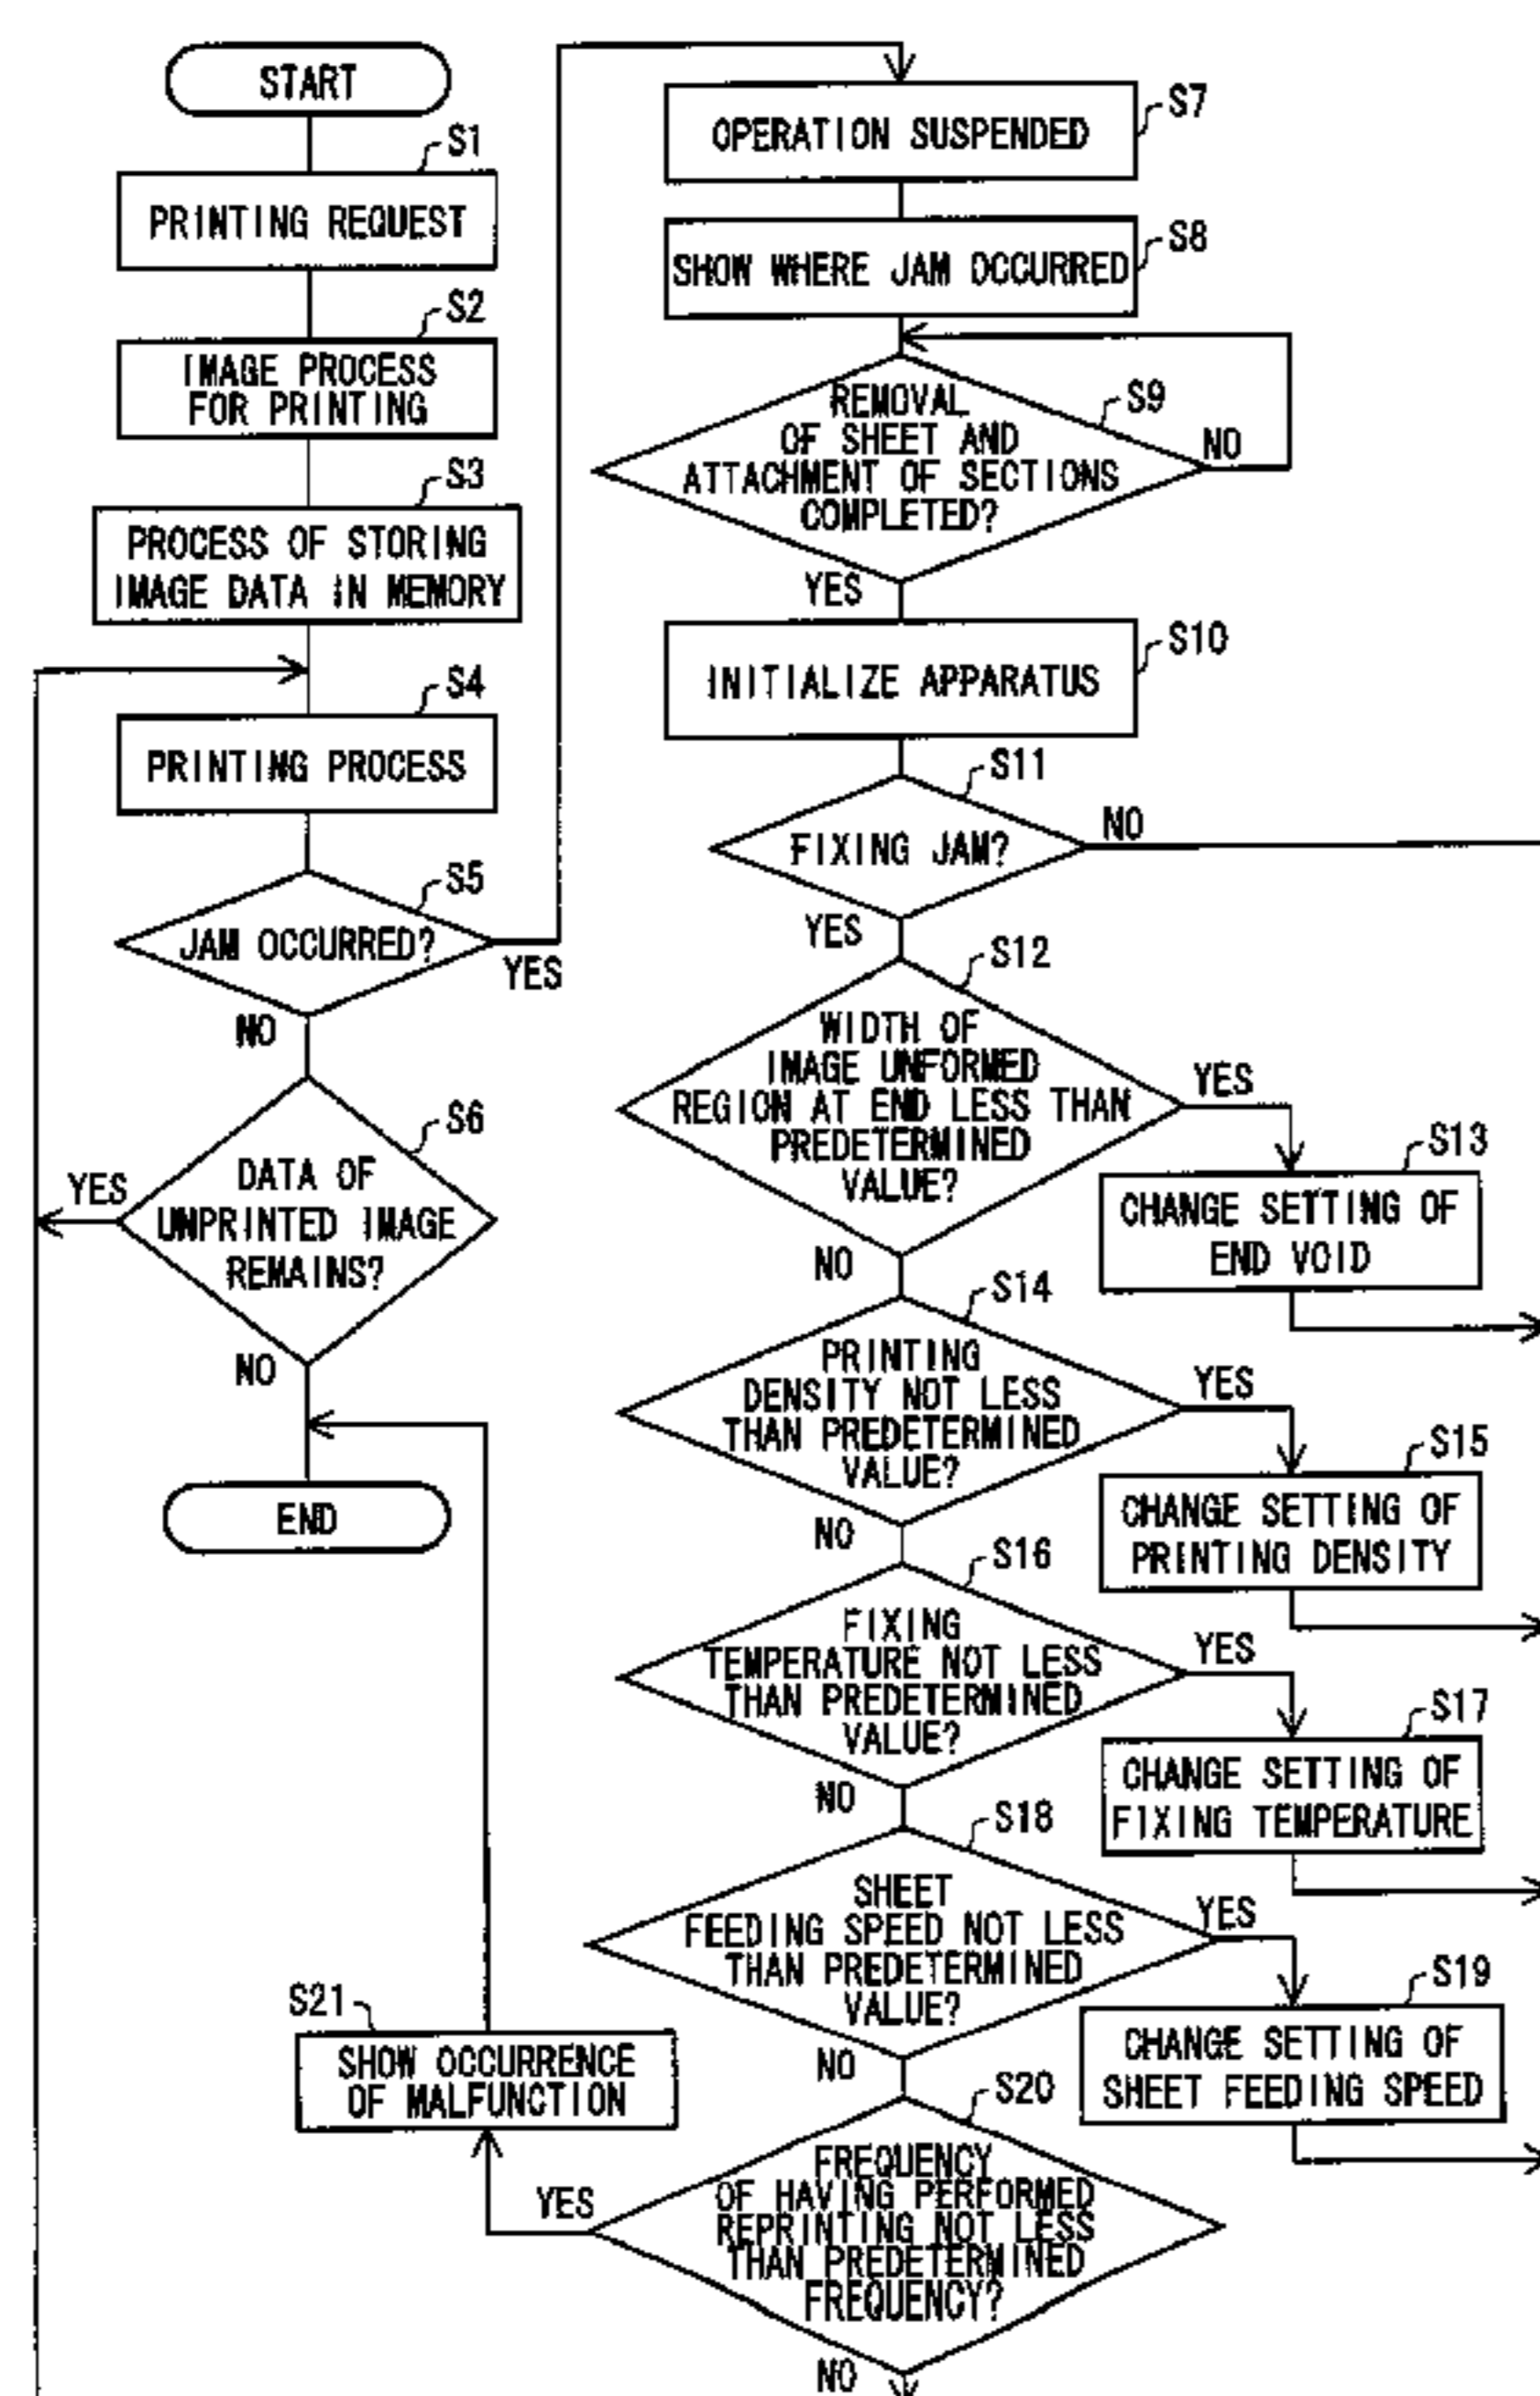 START
S1
PRINTING REQUEST
S2
IMAGE PROCESS
FOR PRINTING
S3
PROCESS OF STORING
IMAGE DATA IN MEMORY
S4
PRINTING PROCESS
S5
JAM OCCURRED?
YES
NO
S6
DATA OF
UNPRINTED IMAGE
REMAINS?
YES
NO
END
S7
OPERATION SUSPENDED
S8
SHOW WHERE JAM OCCURRED
S9
REMOVAL
OF SHEET AND
ATTACHMENT OF SECTIONS
COMPLETED?
NO
YES
S10
INITIALIZE APPARATUS
S11
FIXING JAM?
NO
YES
S12
WIDTH OF
IMAGE UNFORMED
REGION AT END LESS THAN
PREDETERMINED
VALUE?
YES
NO
S13
CHANGE SETTING OF
END VOID
S14
PRINTING
DENSITY NOT LESS
THAN PREDETERMINED
VALUE?
YES
NO
S15
CHANGE SETTING OF
PRINTING DENSITY
S16
FIXING
TEMPERATURE NOT LESS
THAN PREDETERMINED
VALUE?
YES
NO
S17
CHANGE SETTING OF
FIXING TEMPERATURE
S18
SHEET
FEEDING SPEED NOT LESS
THAN PREDETERMINED
VALUE?
YES
NO
S19
CHANGE SETTING OF
SHEET FEEDING SPEED
S20
FREQUENCY
OF HAVING PERFORMED
REPRINTING NOT LESS
THAN PREDETERMINED
FREQUENCY?
YES
NO
S21
SHOW OCCURRENCE
OF MALFUNCTION